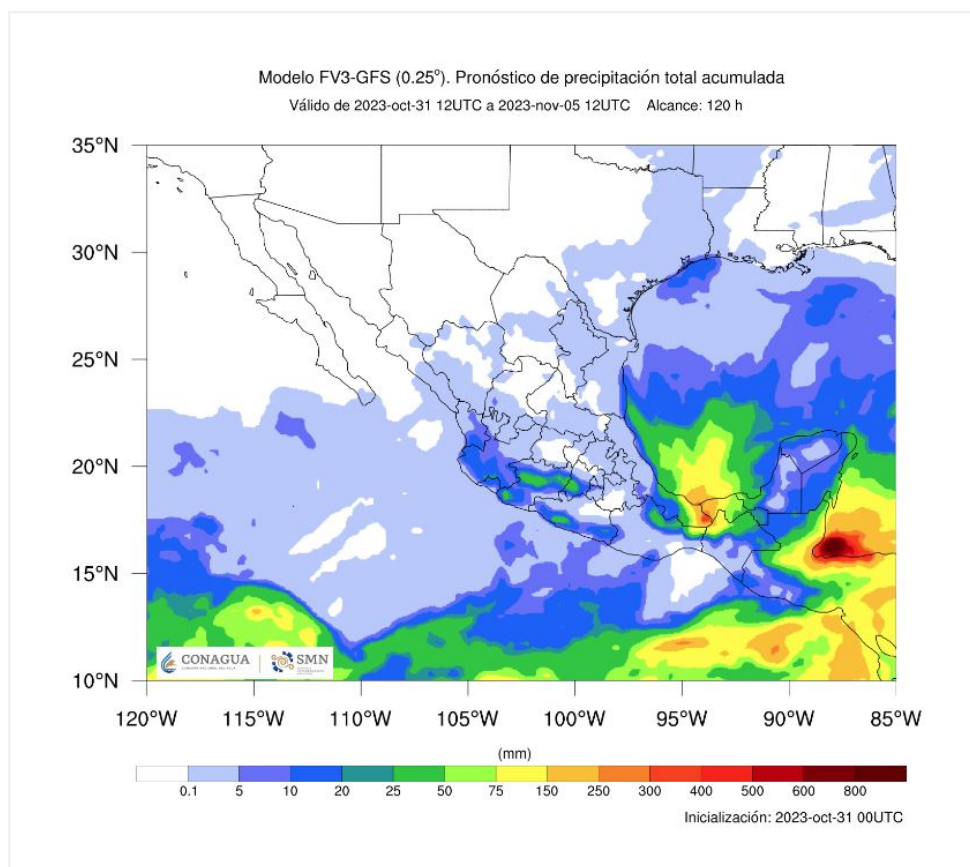 Modelo FV3-GFS (0.25°). Pronóstico de precipitación total acumulada
Válido de 2023-oct-31 12UTC a 2023-nov-05 12UTC Alcance: 120 h
35°N
30°N
25°N
20°N
15°N
10°N
CONAGUA
SMN
120°W 115°W 110°W 105°W 100°W 95°W 90°W 85°W
(mm)
0.1 5 10 20 25 50 75 150 250 300 400 500 600 800
Inicialización: 2023-oct-31 00UTC